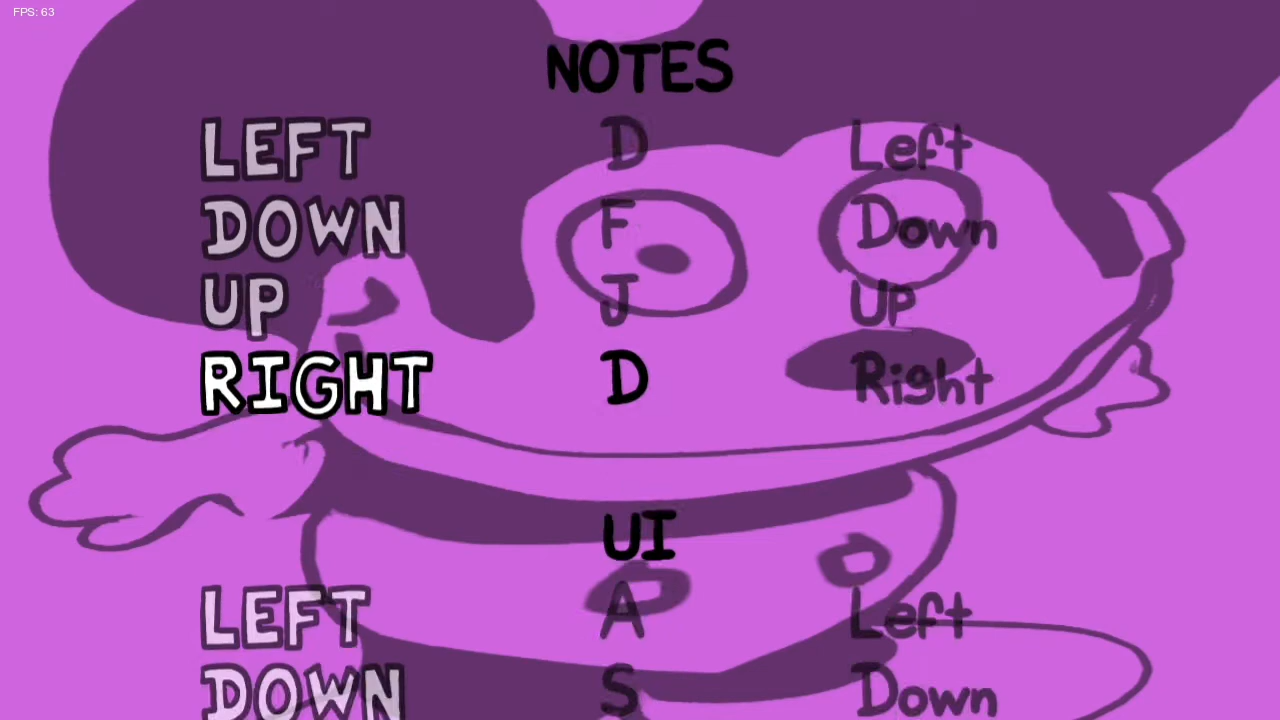 FPS: 63
NOTES
LEFT D Left
DOWN F Down
UP J UP
RIGHT D Right
UI
LEFT A Left
DOWN S Down